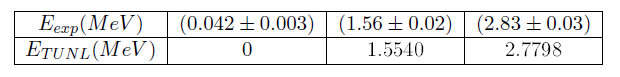 E_exp(MeV) (0.042 ± 0.003) (1.56 ± 0.02) (2.83 ± 0.03)
E_TUNL(MeV) 0 1.5540 2.7798